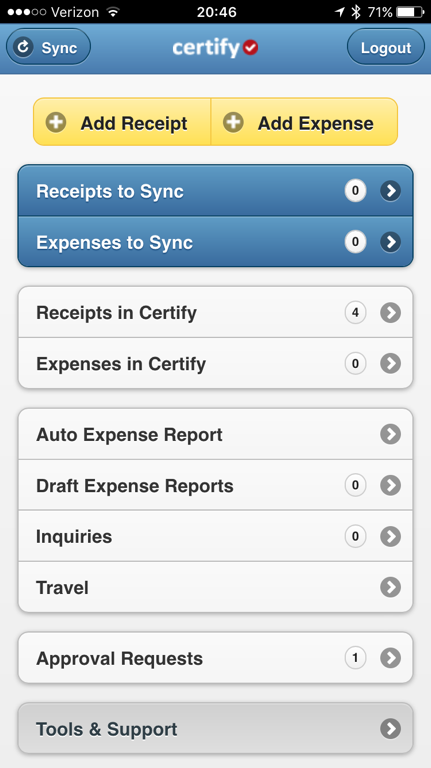 Verizon 20:46 71%
Sync certify Logout
Add Receipt Add Expense
Receipts to Sync 0
Expenses to Sync 0
Receipts in Certify 4
Expenses in Certify 0
Auto Expense Report
Draft Expense Reports 0
Inquiries 0
Travel
Approval Requests 1
Tools & Support